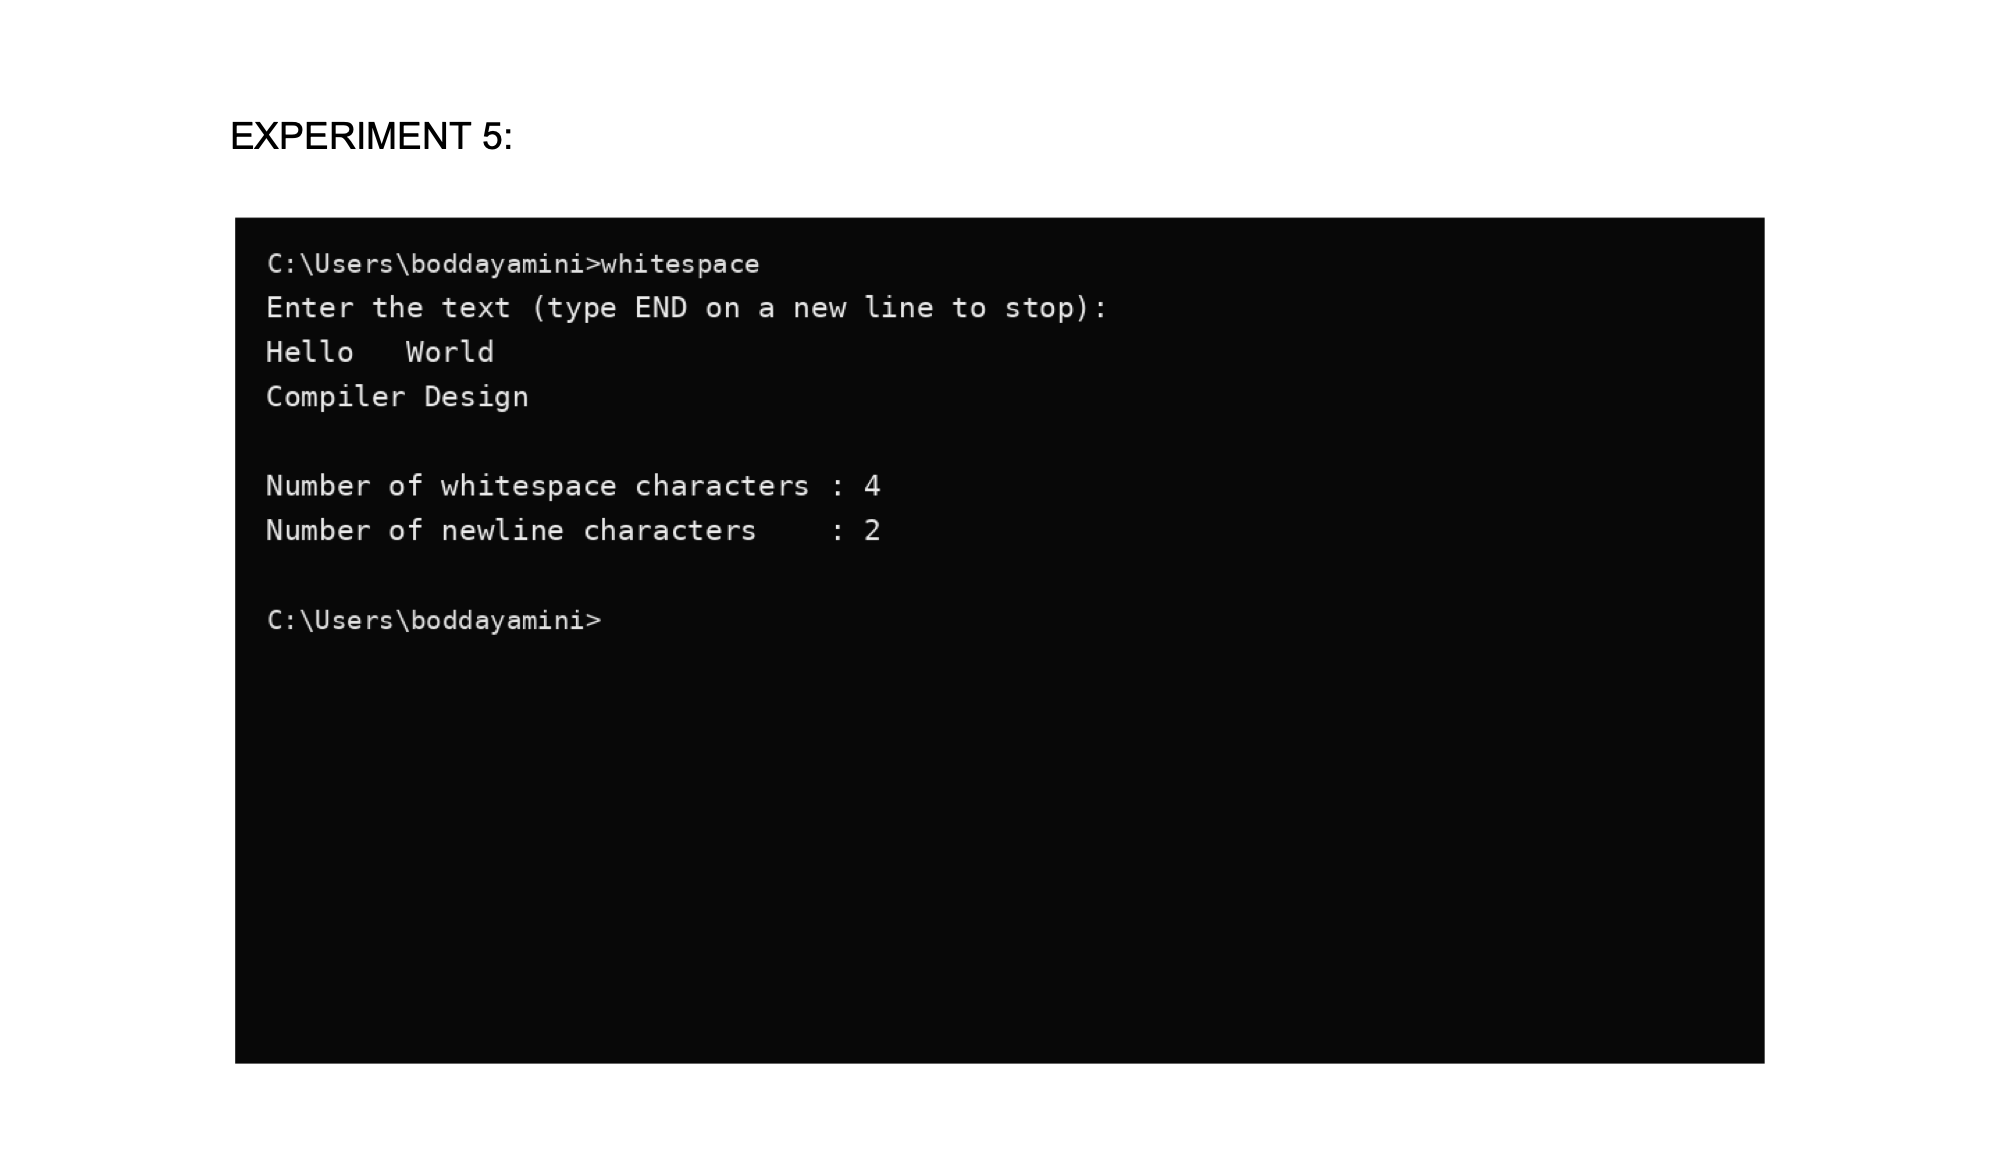 EXPERIMENT 5:
C:\Users\boddayamini>whitespace
Enter the text (type END on a new line to stop):
Hello   World
Compiler Design
Number of whitespace characters : 4
Number of newline characters    : 2
C:\Users\boddayamini>